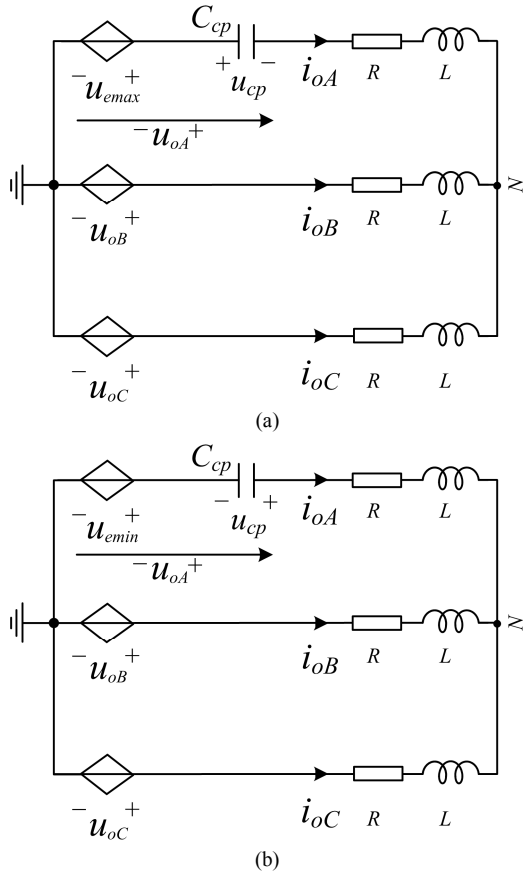 C_cp
− u_emax +
+ u_cp −
i_oA R L
− u_oA +
N
− u_oB +
i_oB R L
− u_oC +
i_oC R L
(a)
C_cp
− u_emin +
− u_cp +
i_oA R L
− u_oA +
N
− u_oB +
i_oB R L
− u_oC +
i_oC R L
(b)